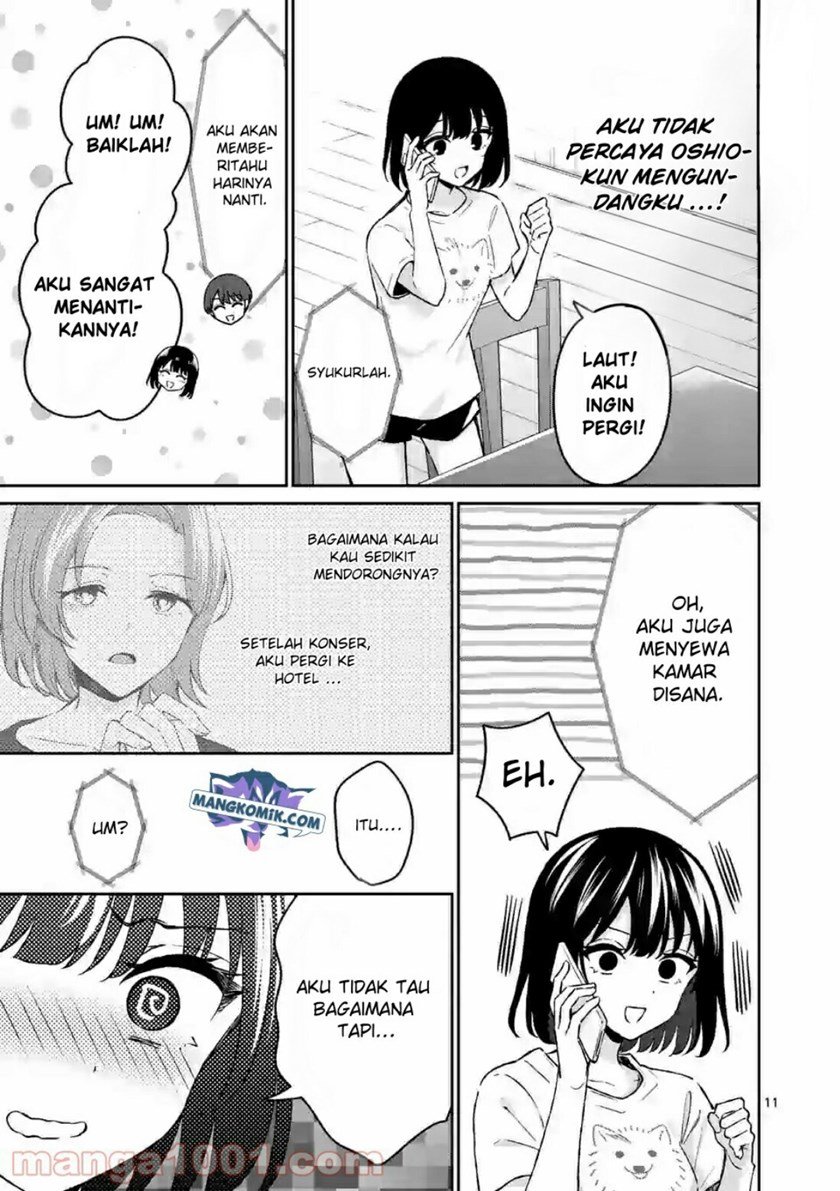 AKU TIDAK
PERCAYA OSHIO-
KUN MENGUN-
DANGKU ...!
LAUT!
AKU
INGIN
PERGI!
SYUKURLAH.
AKU AKAN
MEMBE-
RITAHU
HARINYA
NANTI.
UM! UM!
BAIKLAH!
AKU SANGAT
MENANTI-
KANNYA!
OH,
AKU JUGA
MENYEWA
KAMAR
DISANA.
EH.
BAGAIMANA KALAU
KAU SEDIKIT
MENDORONGNYA?
SETELAH KONSER,
AKU PERGI KE
HOTEL ...
ITU....
MANGKOMIK.COM
UM?
AKU TIDAK TAU
BAGAIMANA
TAPI...
11
manga1001.com